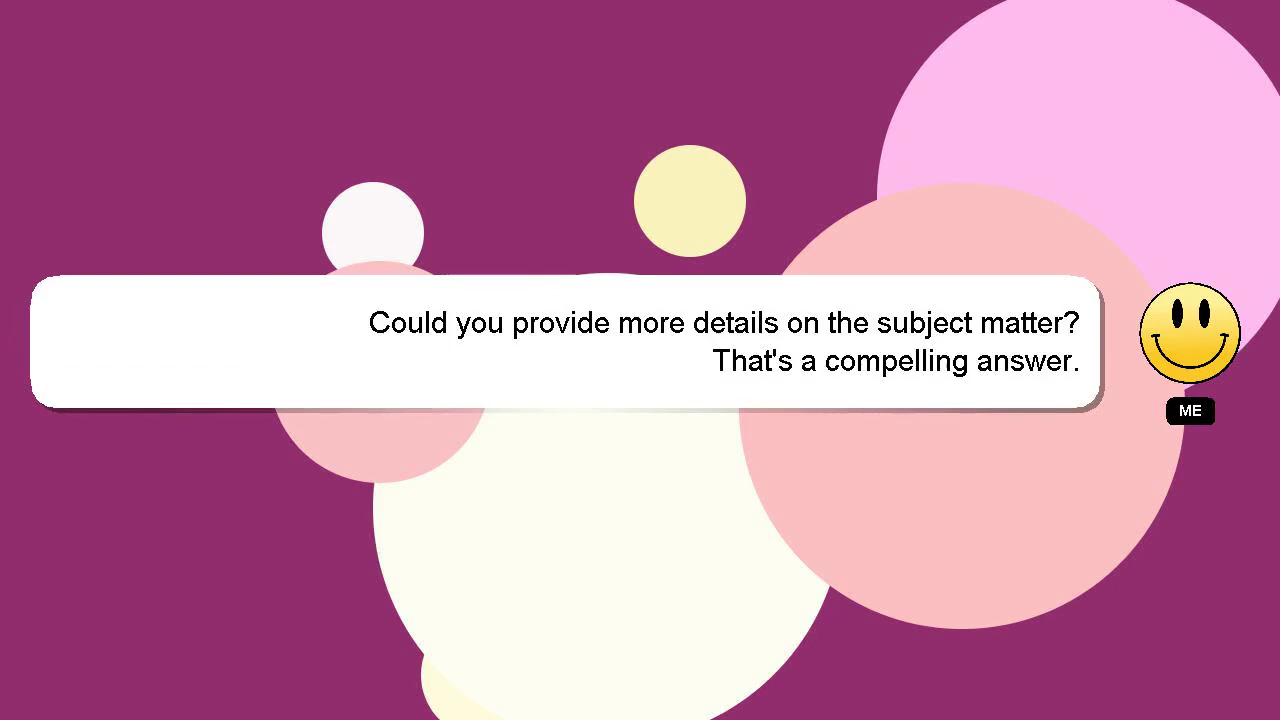 Could you provide more details on the subject matter?
That's a compelling answer.
ME